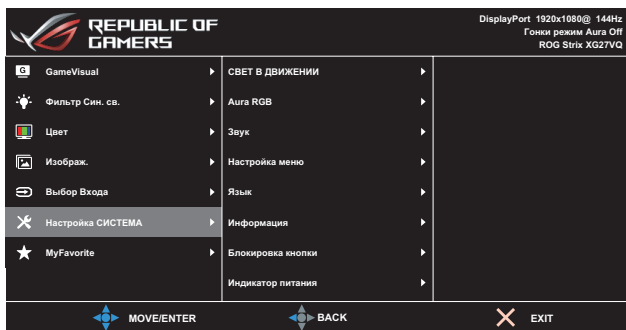 REPUBLIC OF
GAMERS
DisplayPort 1920x1080@ 144Hz
Гонки режим Aura Off
ROG Strix XG27VQ
G
GameVisual
Фильтр Син. св.
Цвет
Изображ.
Выбор Входа
Настройка СИСТЕМА
MyFavorite
СВЕТ В ДВИЖЕНИИ
Aura RGB
Звук
Настройка меню
Язык
Информация
Блокировка кнопки
Индикатор питания
MOVE/ENTER
BACK
EXIT